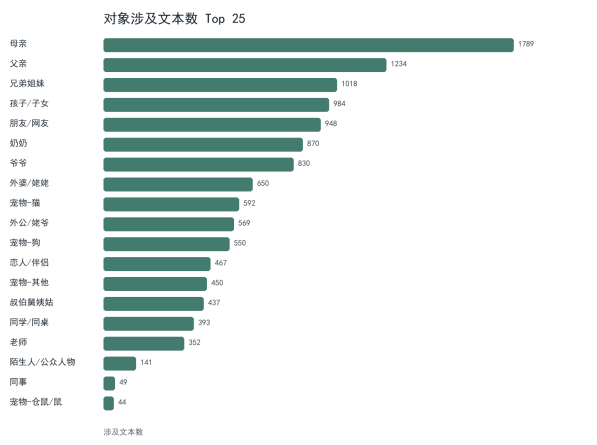 对象涉及文本数 Top 25
母亲 1789
父亲 1234
兄弟姐妹 1018
孩子/子女 984
朋友/网友 948
奶奶 870
爷爷 830
外婆/姥姥 650
宠物-猫 592
外公/姥爷 569
宠物-狗 550
恋人/伴侣 467
宠物-其他 450
叔伯舅姨姑 437
同学/同桌 393
老师 352
陌生人/公众人物 141
同事 49
宠物-仓鼠/鼠 44
涉及文本数